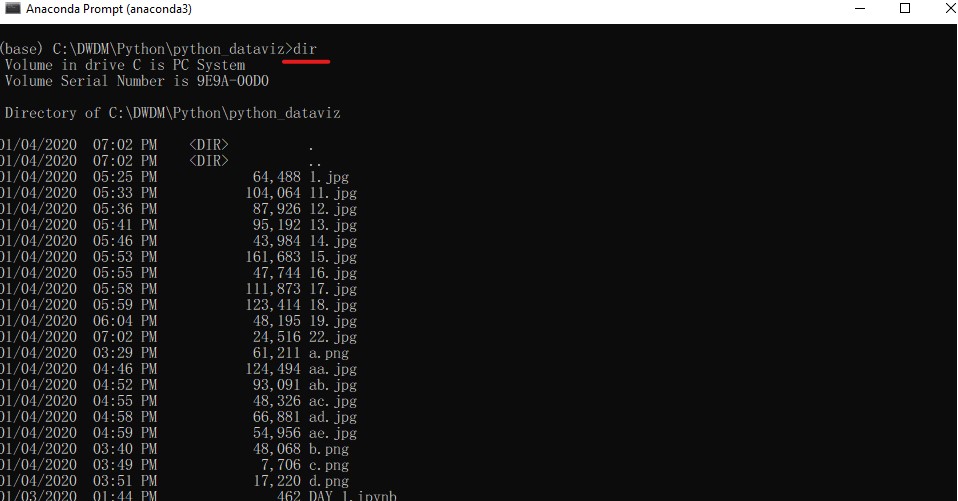 Anaconda Prompt (anaconda3)
(base) C:\DWDM\Python\python_dataviz>dir
Volume in drive C is PC System
Volume Serial Number is 9E9A-00D0
Directory of C:\DWDM\Python\python_dataviz
01/04/2020 07:02 PM <DIR> .
01/04/2020 07:02 PM <DIR> ..
01/04/2020 05:25 PM 64,488 1.jpg
01/04/2020 05:33 PM 104,064 11.jpg
01/04/2020 05:36 PM 87,926 12.jpg
01/04/2020 05:41 PM 95,192 13.jpg
01/04/2020 05:46 PM 43,984 14.jpg
01/04/2020 05:53 PM 161,683 15.jpg
01/04/2020 05:55 PM 47,744 16.jpg
01/04/2020 05:58 PM 111,873 17.jpg
01/04/2020 05:59 PM 123,414 18.jpg
01/04/2020 06:04 PM 48,195 19.jpg
01/04/2020 07:02 PM 24,516 22.jpg
01/04/2020 03:29 PM 61,211 a.png
01/04/2020 04:46 PM 124,494 aa.jpg
01/04/2020 04:52 PM 93,091 ab.jpg
01/04/2020 04:55 PM 48,326 ac.jpg
01/04/2020 04:58 PM 66,881 ad.jpg
01/04/2020 04:59 PM 54,956 ae.jpg
01/04/2020 03:40 PM 48,068 b.png
01/04/2020 03:49 PM 7,706 c.png
01/04/2020 03:51 PM 17,220 d.png
01/03/2020 01:44 PM 462 DAY 1.ipynb